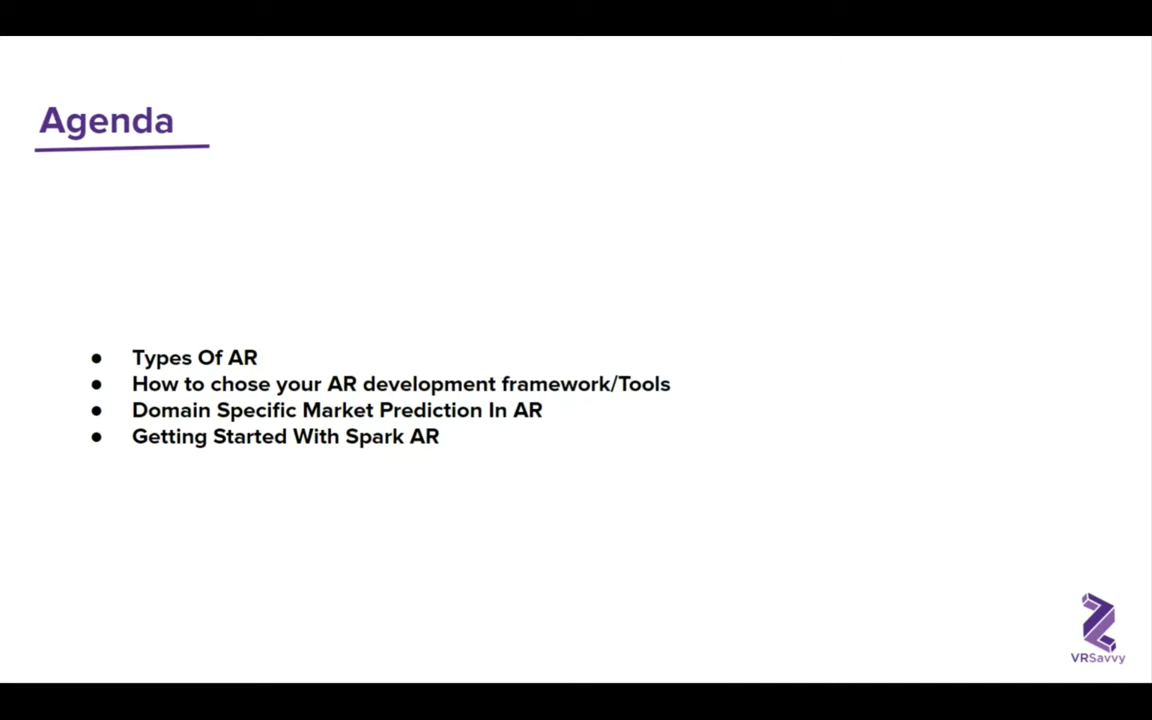 Agenda
● Types Of AR
● How to chose your AR development framework/Tools
● Domain Specific Market Prediction In AR
● Getting Started With Spark AR
VRSavvy